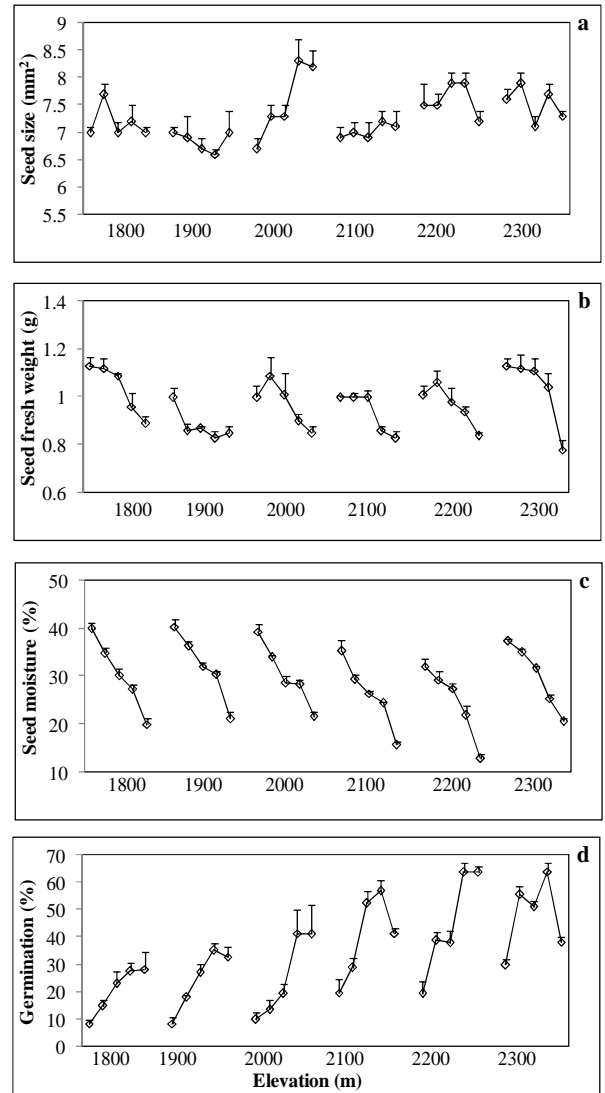 a
Seed size (mm²)
9
8.5
8
7.5
7
6.5
6
5.5
1800 1900 2000 2100 2200 2300
b
Seed fresh weight (g)
1.4
1.2
1
0.8
0.6
1800 1900 2000 2100 2200 2300
c
Seed moisture (%)
50
40
30
20
10
1800 1900 2000 2100 2200 2300
d
Germination (%)
70
60
50
40
30
20
10
0
1800 1900 2000 2100 2200 2300
Elevation (m)